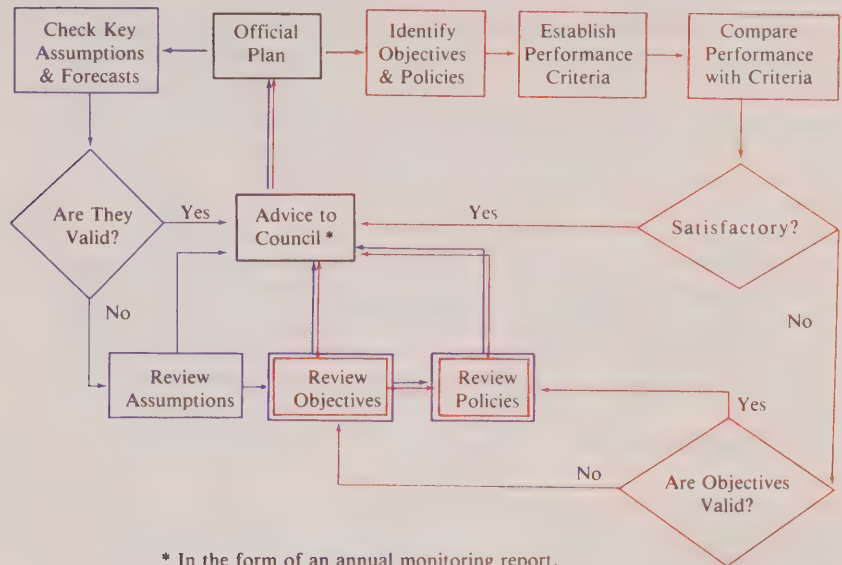 Check Key
Assumptions
& Forecasts
Official
Plan
Identify
Objectives
& Policies
Establish
Performance
Criteria
Compare
Performance
with Criteria
Are They
Valid?
Yes
Advice to
Council *
Yes
Satisfactory?
No
No
Review
Assumptions
Review
Objectives
Review
Policies
Yes
No
Are Objectives
Valid?
* In the form of an annual monitoring report.